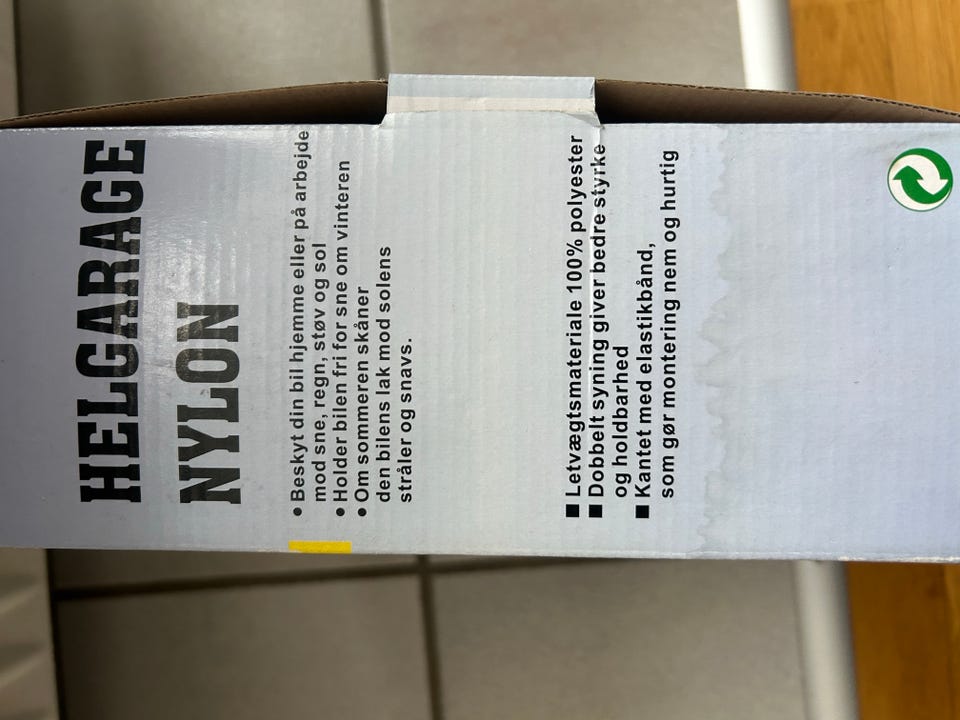 HELGARAGE
NYLON
• Beskyt din bil hjemme eller på arbejde
mod sne, regn, støv og sol
• Holder bilen fri for sne om vinteren
• Om sommeren skåner
den bilens lak mod solens
stråler og snavs.
■ Letvægtsmateriale 100% polyester
■ Dobbelt syning giver bedre styrke
og holdbarhed
■ Kantet med elastikbånd,
som gør montering nem og hurtig